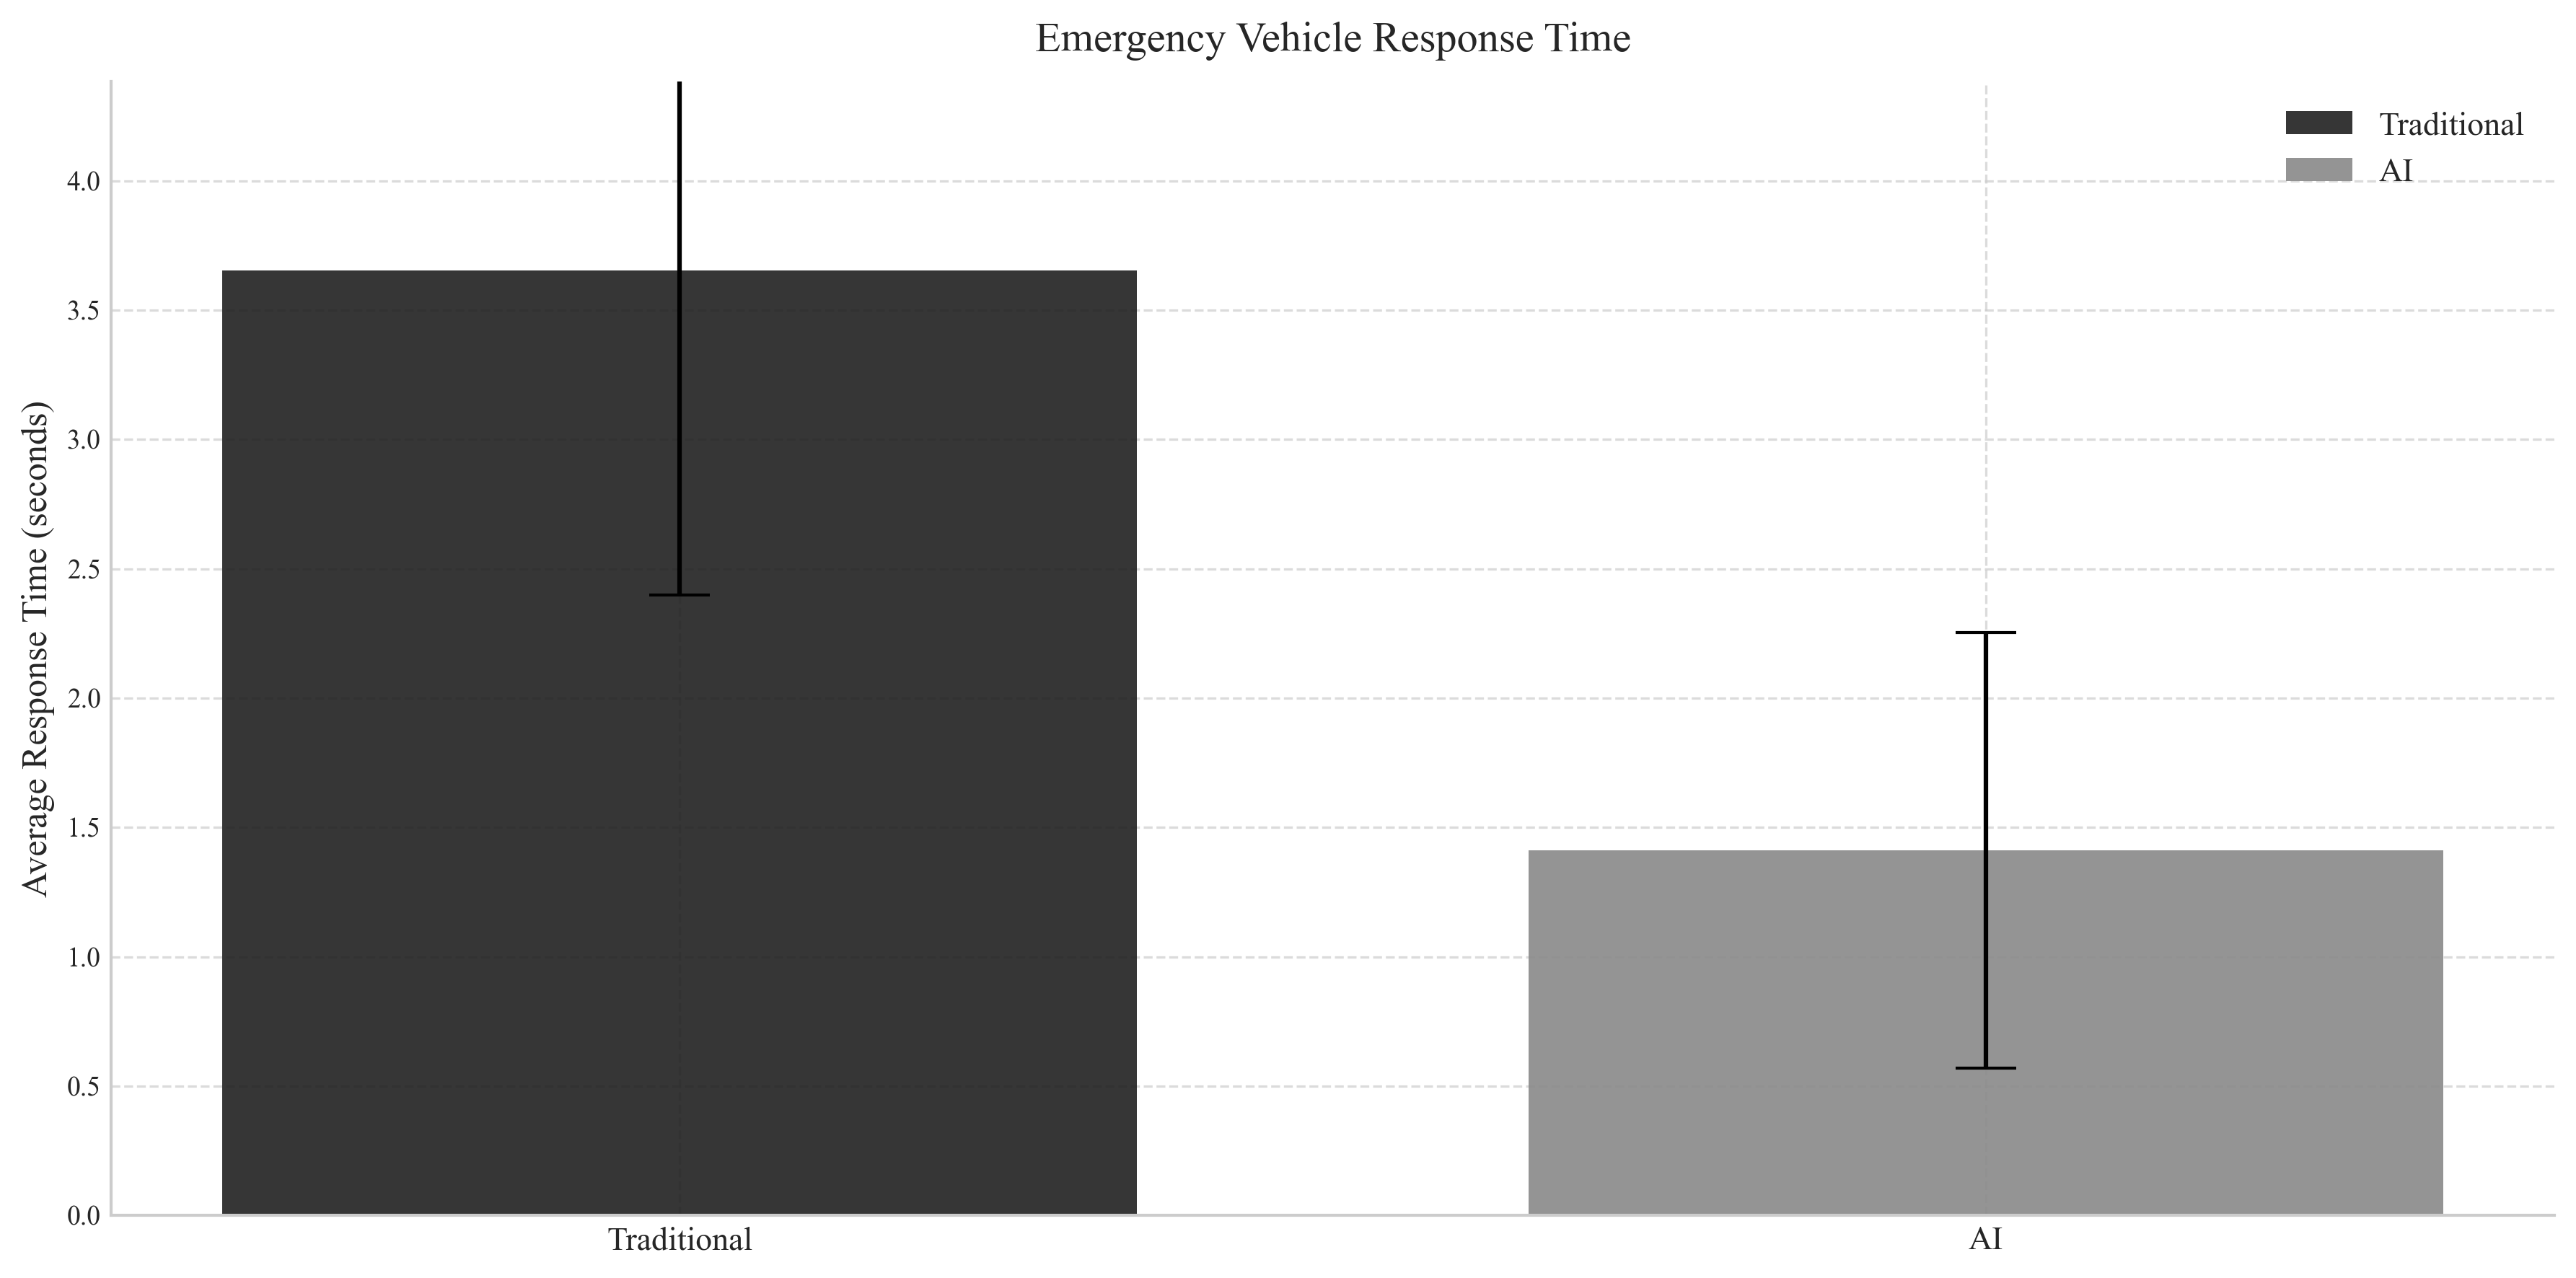 Emergency Vehicle Response Time
Traditional
AI
Average Response Time (seconds)
4.0
3.5
3.0
2.5
2.0
1.5
1.0
0.5
0.0
Traditional
AI